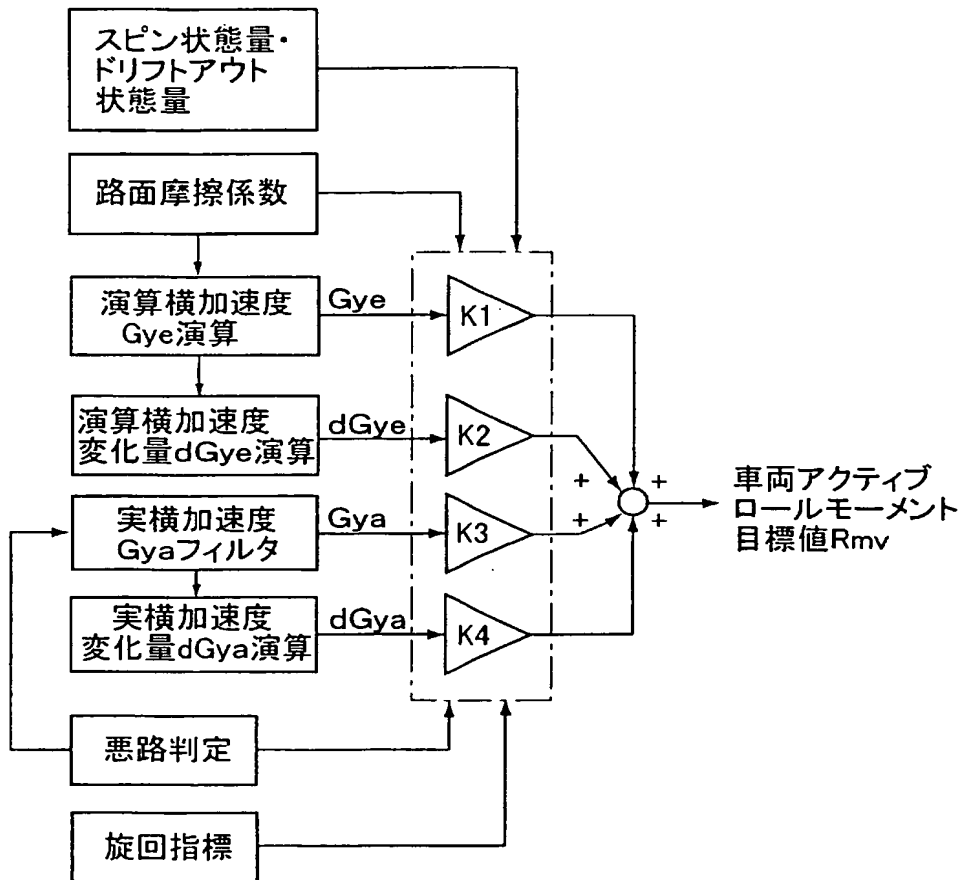 スピン状態量・
ドリフトアウト
状態量
路面摩擦係数
演算横加速度
Gye演算
Gye
K1
演算横加速度
変化量dGye演算
dGye
K2
実横加速度
Gyaフィルタ
Gya
K3
実横加速度
変化量dGya演算
dGya
K4
+
+
+
+
車両アクティブ
ロールモーメント
目標値Rmv
悪路判定
旋回指標